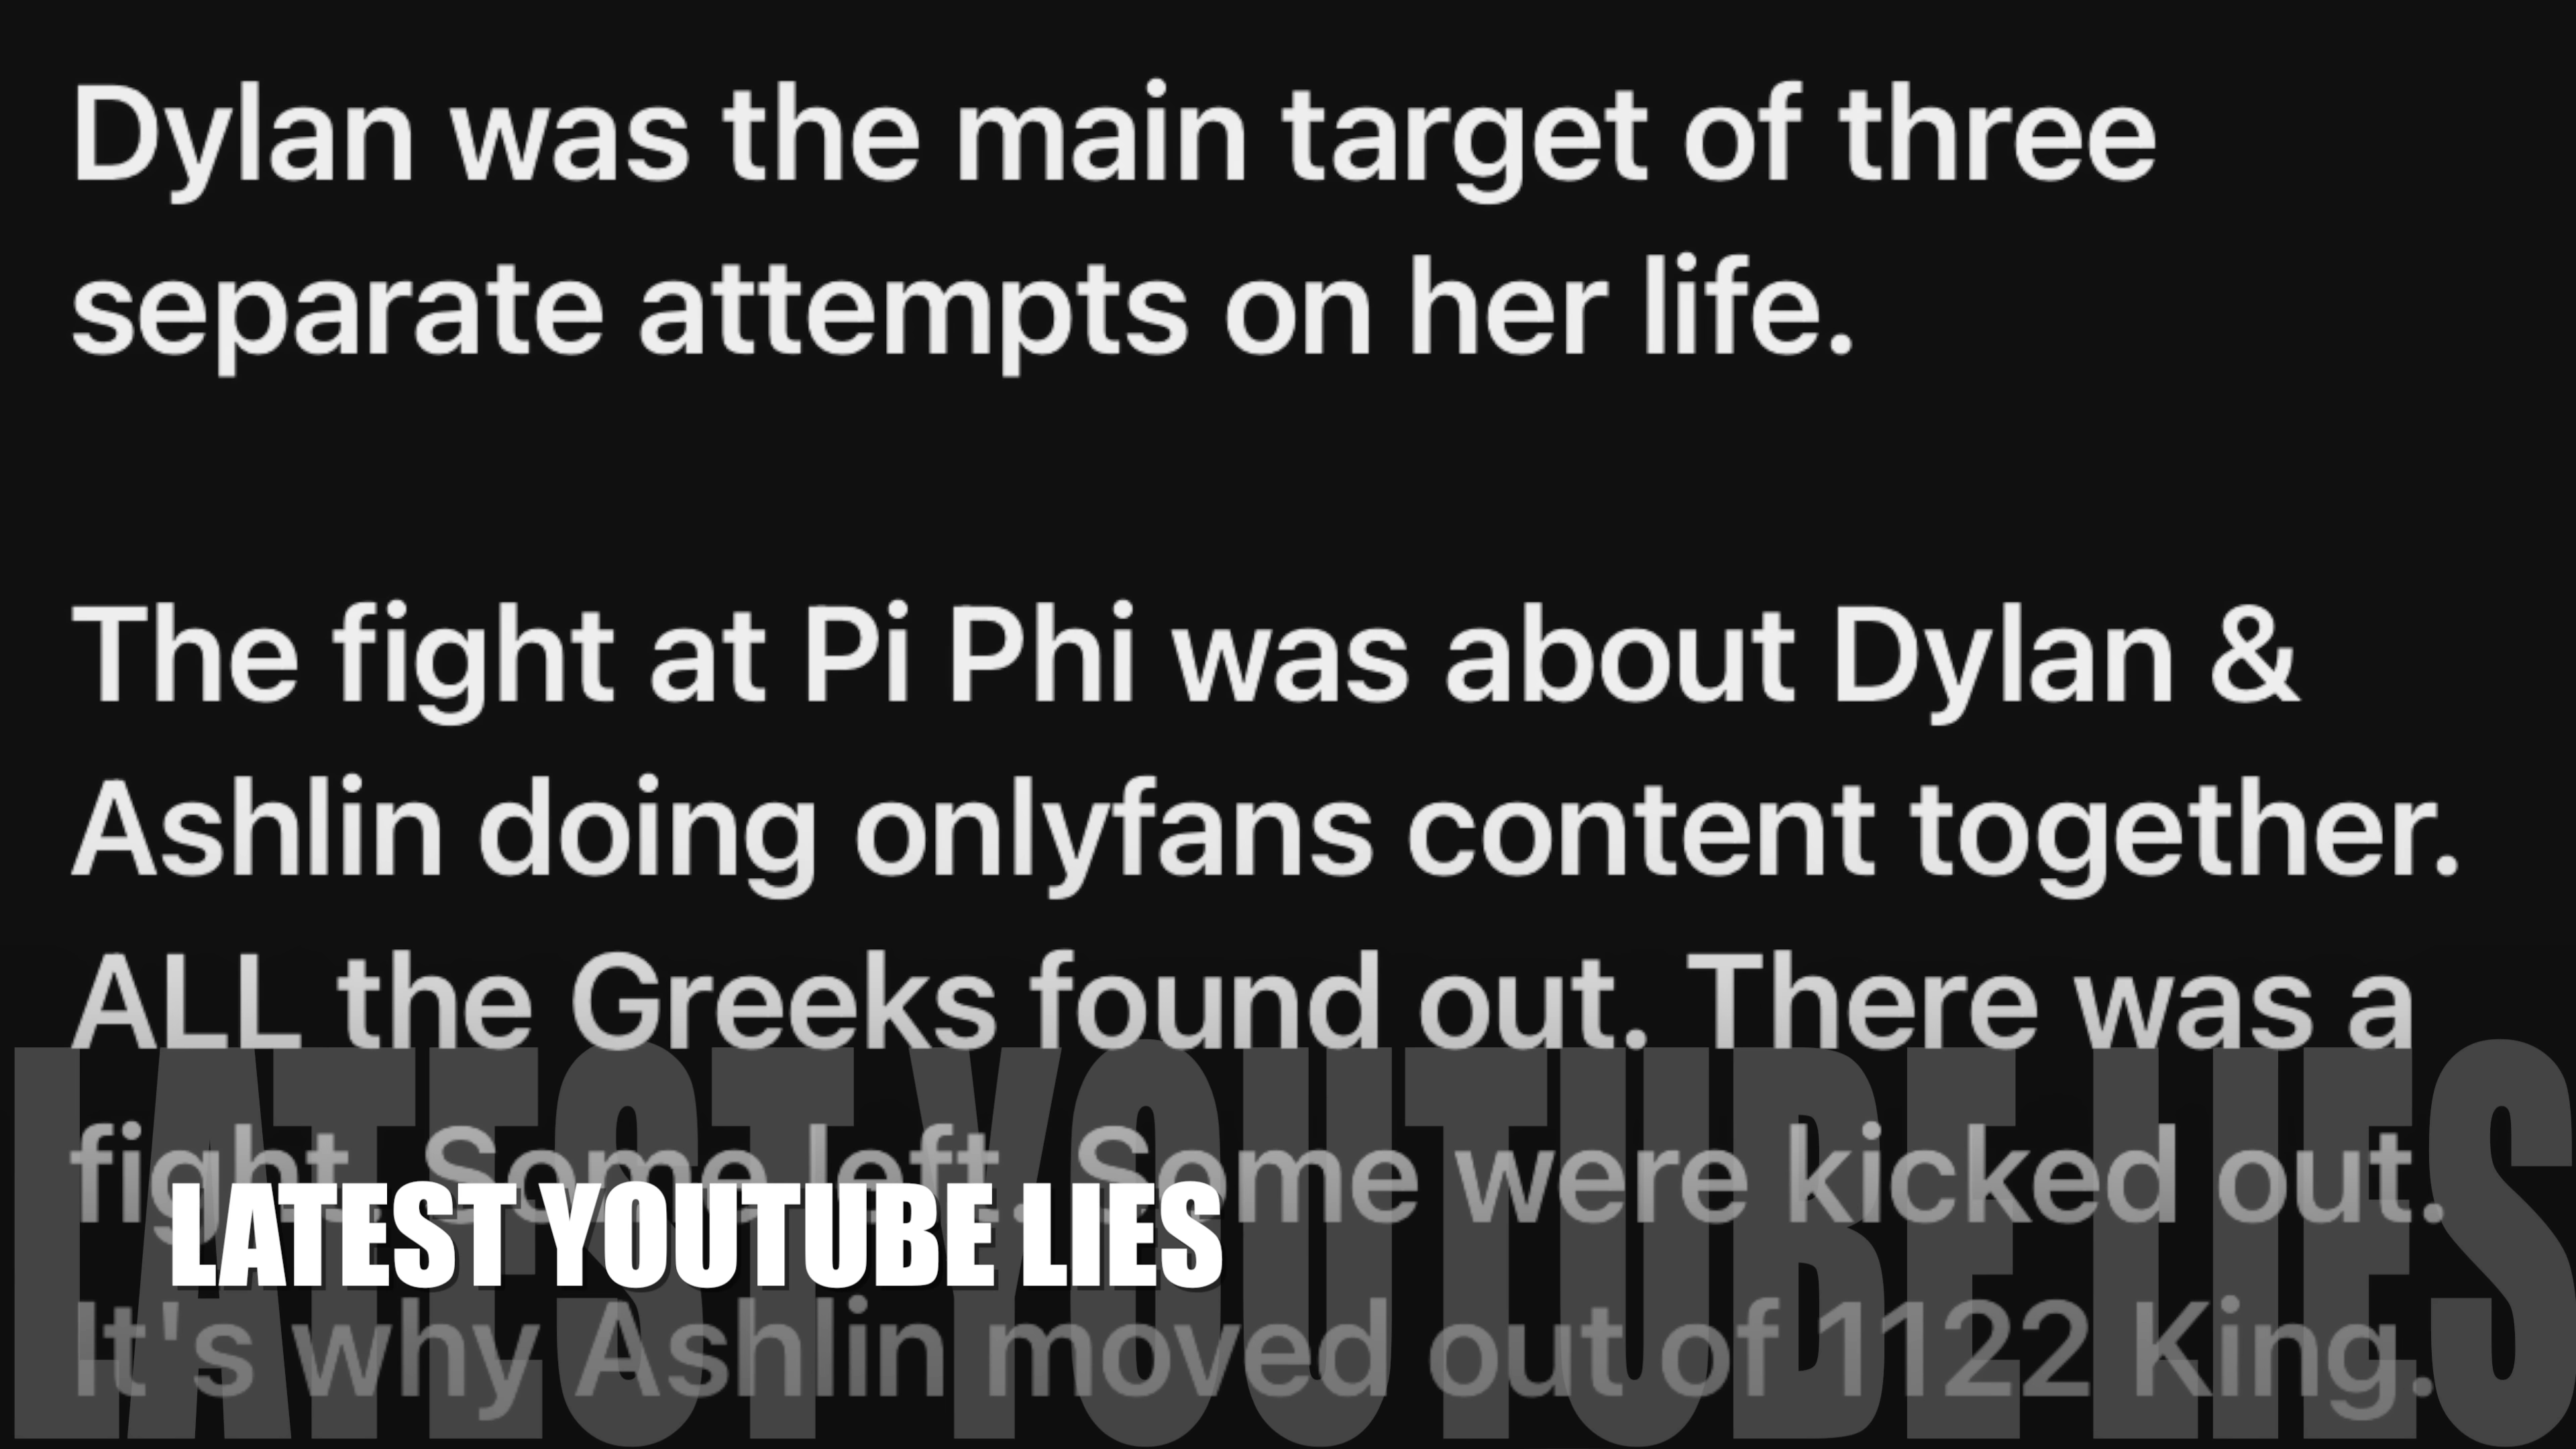 Dylan was the main target of three
separate attempts on her life.
The fight at Pi Phi was about Dylan &
Ashlin doing onlyfans content together.
ALL the Greeks found out. There was a
fight. Some left. Some were kicked out.
LATEST YOUTUBE LIES
LATEST YOUTUBE LIES
It's why Ashlin moved out of 1122 King.